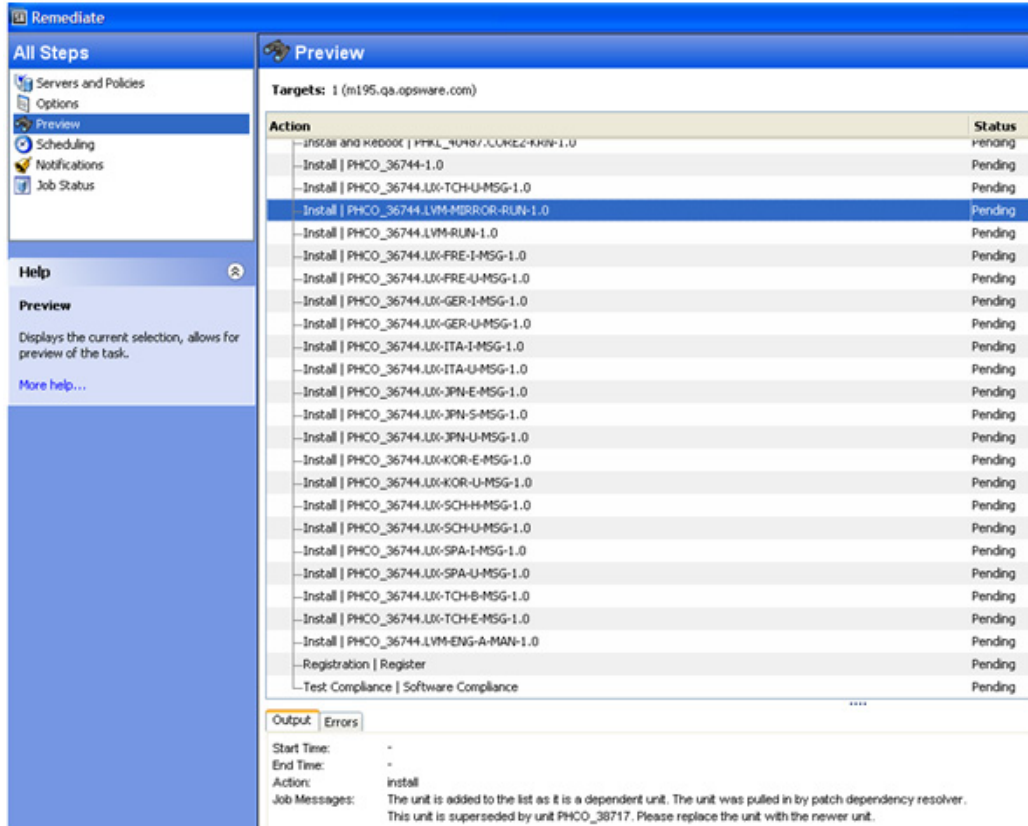 Remediate
All Steps
Servers and Policies
Options
Preview
Scheduling
Notifications
Job Status
Help
Preview
Displays the current selection, allows for
preview of the task.
More help...
Preview
Targets: 1 (m195.qa.opsware.com)
Action Status
Install and Reboot | PHKL_40487.CORE2-KRN-1.0 Pending
Install | PHCO_36744-1.0 Pending
Install | PHCO_36744.UX-TCH-U-MSG-1.0 Pending
Install | PHCO_36744.LVM-MIRROR-RUN-1.0 Pending
Install | PHCO_36744.LVM-RUN-1.0 Pending
Install | PHCO_36744.UX-FRE-I-MSG-1.0 Pending
Install | PHCO_36744.UX-FRE-U-MSG-1.0 Pending
Install | PHCO_36744.UX-GER-I-MSG-1.0 Pending
Install | PHCO_36744.UX-GER-U-MSG-1.0 Pending
Install | PHCO_36744.UX-ITA-I-MSG-1.0 Pending
Install | PHCO_36744.UX-ITA-U-MSG-1.0 Pending
Install | PHCO_36744.UX-JPN-E-MSG-1.0 Pending
Install | PHCO_36744.UX-JPN-S-MSG-1.0 Pending
Install | PHCO_36744.UX-JPN-U-MSG-1.0 Pending
Install | PHCO_36744.UX-KOR-E-MSG-1.0 Pending
Install | PHCO_36744.UX-KOR-U-MSG-1.0 Pending
Install | PHCO_36744.UX-SCH-H-MSG-1.0 Pending
Install | PHCO_36744.UX-SCH-U-MSG-1.0 Pending
Install | PHCO_36744.UX-SPA-I-MSG-1.0 Pending
Install | PHCO_36744.UX-SPA-U-MSG-1.0 Pending
Install | PHCO_36744.UX-TCH-B-MSG-1.0 Pending
Install | PHCO_36744.UX-TCH-E-MSG-1.0 Pending
Install | PHCO_36744.LVM-ENG-A-MAN-1.0 Pending
Registration | Register Pending
Test Compliance | Software Compliance Pending
Output Errors
Start Time: -
End Time: -
Action: install
Job Messages: The unit is added to the list as it is a dependent unit. The unit was pulled in by patch dependency resolver.
This unit is superseded by unit PHCO_38717. Please replace the unit with the newer unit.